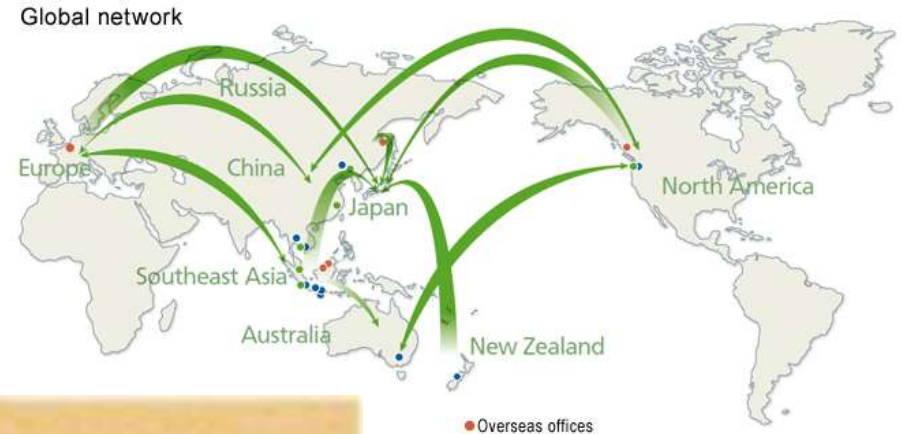 Global network
Russia
Europe
China
Japan
North America
Southeast Asia
Australia
New Zealand
Overseas offices